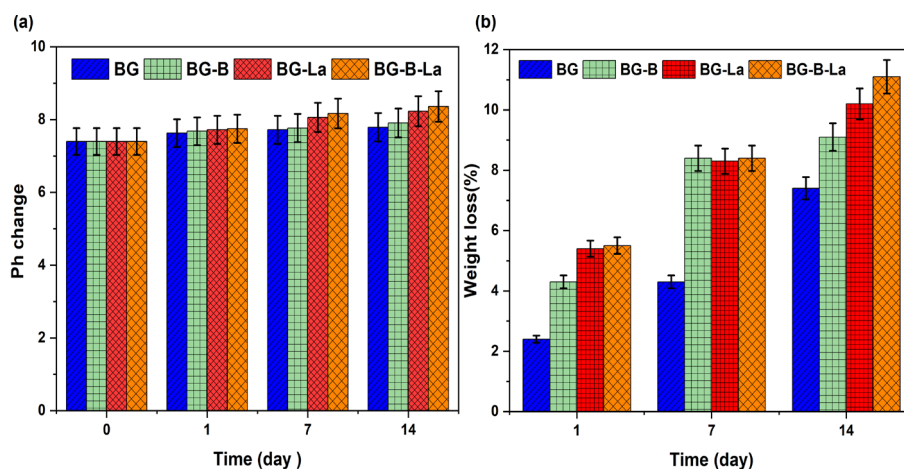 (a)
BG BG-B BG-La BG-B-La
Ph change
10
8
6
4
2
0
0 1 7 14
Time (day )
(b)
BG BG-B BG-La BG-B-La
Weight loss(%)
12
10
8
6
4
2
0
1 7 14
Time (day)